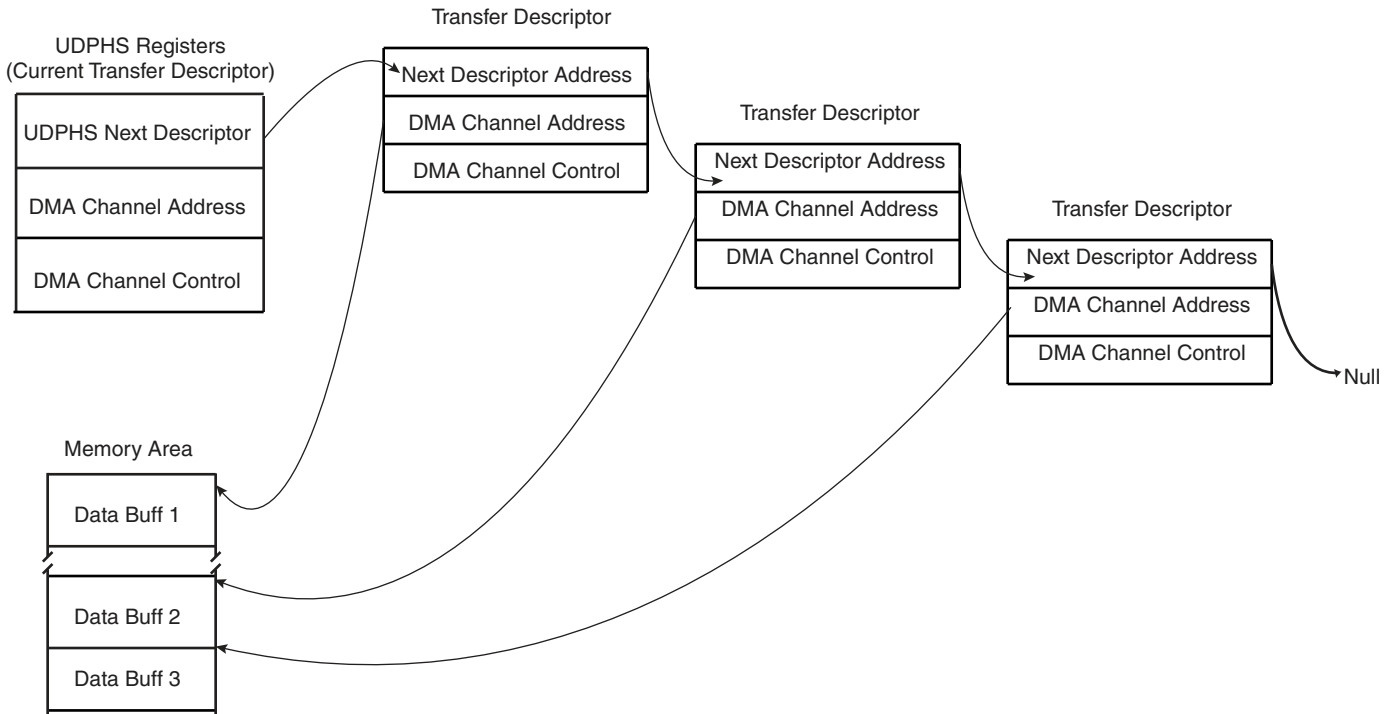 UDPHS Registers
(Current Transfer Descriptor)
UDPHS Next Descriptor
DMA Channel Address
DMA Channel Control
Transfer Descriptor
Next Descriptor Address
DMA Channel Address
DMA Channel Control
Transfer Descriptor
Next Descriptor Address
DMA Channel Address
DMA Channel Control
Transfer Descriptor
Next Descriptor Address
DMA Channel Address
DMA Channel Control
Null
Memory Area
Data Buff 1
Data Buff 2
Data Buff 3